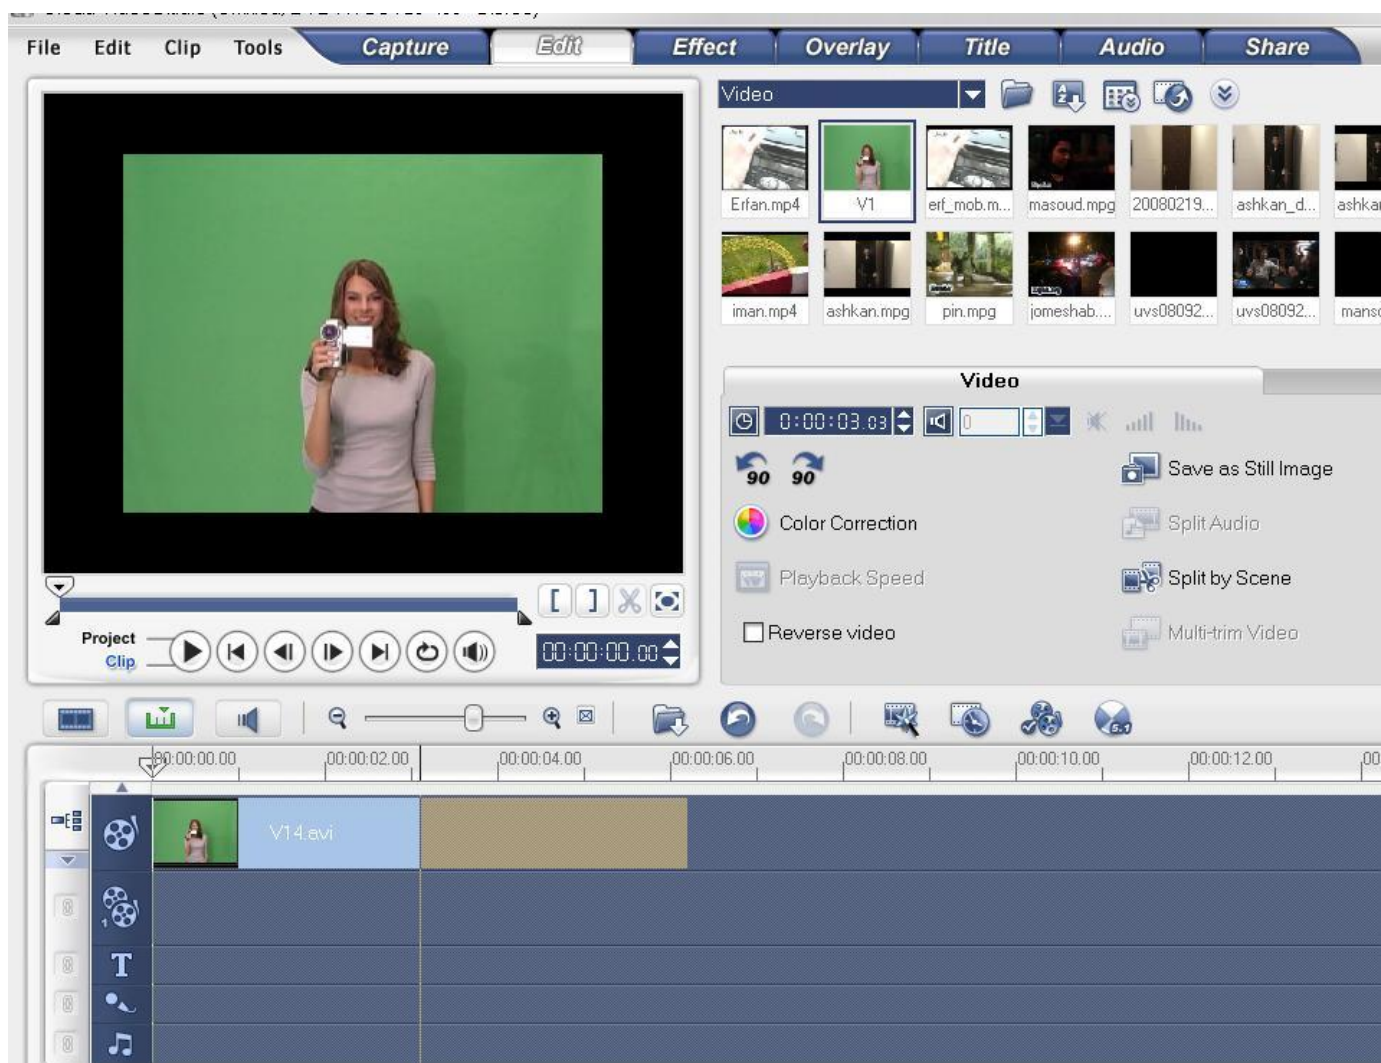 File Edit Clip Tools Capture Edit Effect Overlay Title Audio Share
Video
Erfan.mp4 V1 erf_mob.m... masoud.mpg 20080219... ashkan_d...
iman.mp4 ashkan.mpg pin.mpg jomeshab.... uvs08092... uvs08092...
Video
0:00:03.03 0
90 90 Save as Still Image
Color Correction Split Audio
Playback Speed Split by Scene
Reverse video Multi-trim Video
[ ]
Project
Clip
00:00:00.00
5.1
00:00:00.00 00:00:02.00 00:00:04.00 00:00:06.00 00:00:08.00 00:00:10.00 00:00:12.00
V14.avi
1
T